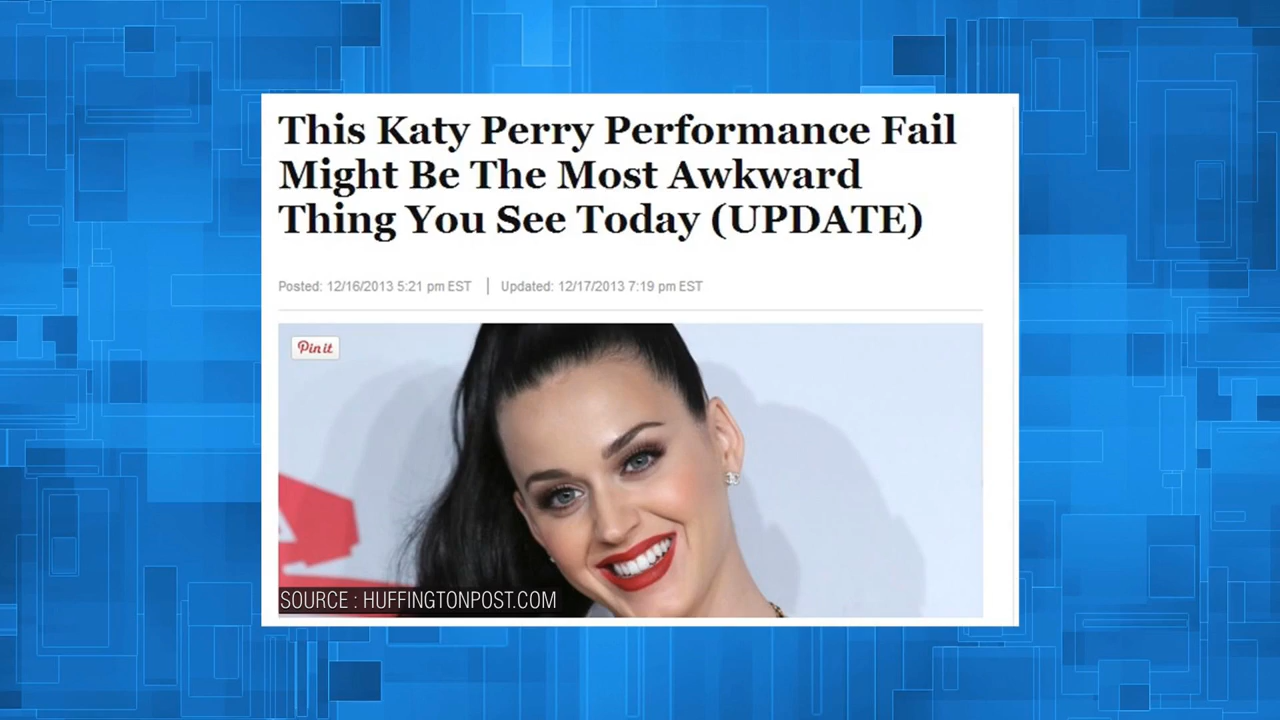 This Katy Perry Performance Fail
Might Be The Most Awkward
Thing You See Today (UPDATE)
Posted: 12/16/2013 5:21 pm EST | Updated: 12/17/2013 7:19 pm EST
Pin it
SOURCE : HUFFINGTONPOST.COM